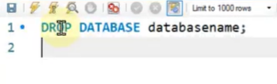 Limit to 1000 rows
1 DROP DATABASE databasename;
2